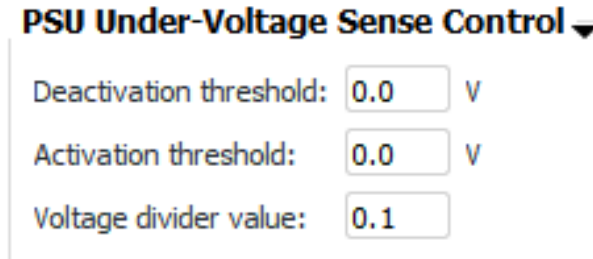 PSU Under-Voltage Sense Control
Deactivation threshold: 0.0 V
Activation threshold: 0.0 V
Voltage divider value: 0.1